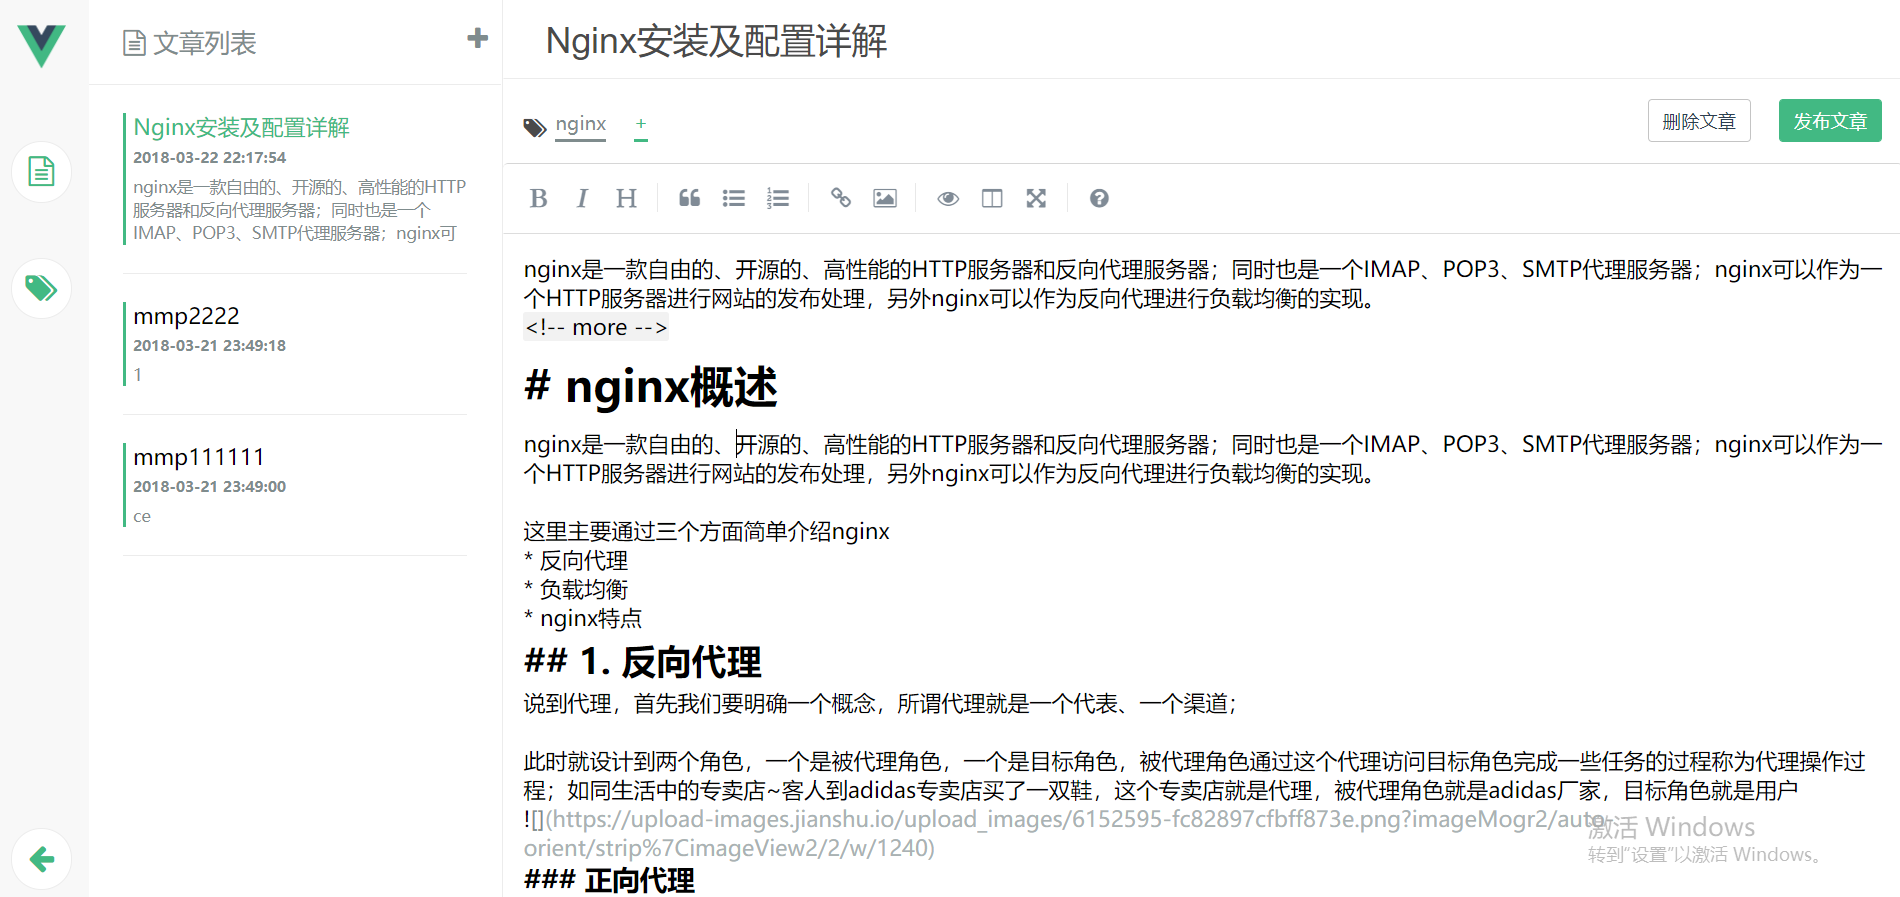 文章列表
Nginx安装及配置详解
2018-03-22 22:17:54
nginx是一款自由的、开源的、高性能的HTTP
服务器和反向代理服务器；同时也是一个
IMAP、POP3、SMTP代理服务器；nginx可
mmp2222
2018-03-21 23:49:18
1
mmp111111
2018-03-21 23:49:00
ce
Nginx安装及配置详解
nginx +
删除文章 发布文章
B I H
nginx是一款自由的、开源的、高性能的HTTP服务器和反向代理服务器；同时也是一个IMAP、POP3、SMTP代理服务器；nginx可以作为一
个HTTP服务器进行网站的发布处理，另外nginx可以作为反向代理进行负载均衡的实现。
<!-- more -->
# nginx概述
nginx是一款自由的、开源的、高性能的HTTP服务器和反向代理服务器；同时也是一个IMAP、POP3、SMTP代理服务器；nginx可以作为一
个HTTP服务器进行网站的发布处理，另外nginx可以作为反向代理进行负载均衡的实现。
这里主要通过三个方面简单介绍nginx
* 反向代理
* 负载均衡
* nginx特点
## 1. 反向代理
说到代理，首先我们要明确一个概念，所谓代理就是一个代表、一个渠道；
此时就设计到两个角色，一个是被代理角色，一个是目标角色，被代理角色通过这个代理访问目标角色完成一些任务的过程称为代理操作过
程；如同生活中的专卖店~客人到adidas专卖店买了一双鞋，这个专卖店就是代理，被代理角色就是adidas厂家，目标角色就是用户
![](https://upload-images.jianshu.io/upload_images/6152595-fc82897cfbff873e.png?imageMogr2/auto-
orient/strip%7CimageView2/2/w/1240)
### 正向代理
激活 Windows
转到“设置”以激活 Windows。